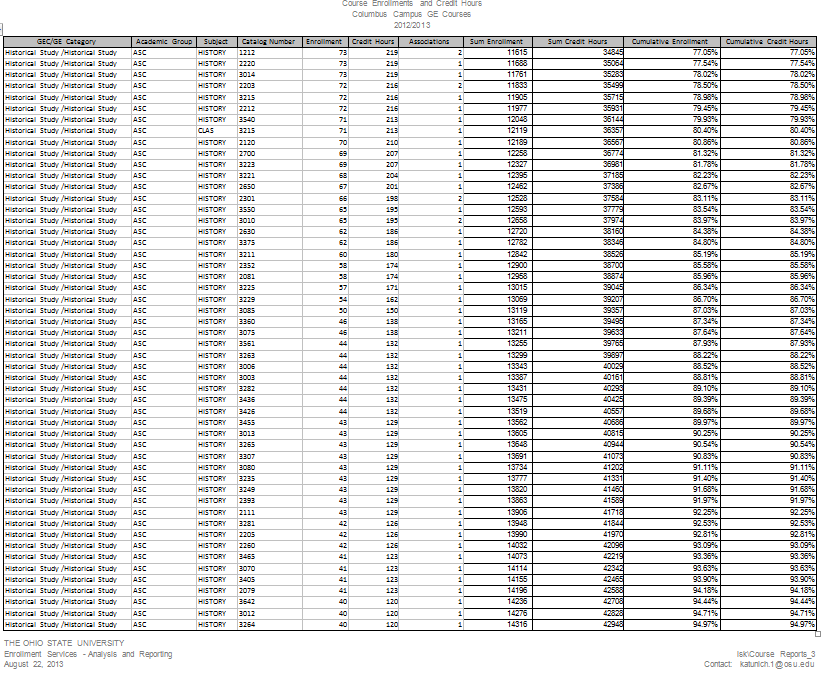 Course Enrollments and Credit Hours
Columbus Campus GE Courses
2012/2013
GEC/GE Category Academic Group Subject Catalog Number Enrollment Credit Hours Associations Sum Enrollment Sum Credit Hours Cumulative Enrollment Cumulative Credit Hours
Historical Study /Historical Study ASC HISTORY 1212 73 219 2 11615 34845 77.05% 77.05%
Historical Study /Historical Study ASC HISTORY 2220 73 219 1 11688 35064 77.54% 77.54%
Historical Study /Historical Study ASC HISTORY 3014 73 219 1 11761 35283 78.02% 78.02%
Historical Study /Historical Study ASC HISTORY 2203 72 216 2 11833 35499 78.50% 78.50%
Historical Study /Historical Study ASC HISTORY 3215 72 216 1 11905 35715 78.98% 78.98%
Historical Study /Historical Study ASC HISTORY 2212 72 216 1 11977 35931 79.45% 79.45%
Historical Study /Historical Study ASC HISTORY 3540 71 213 1 12048 36144 79.93% 79.93%
Historical Study /Historical Study ASC CLAS 3215 71 213 1 12119 36357 80.40% 80.40%
Historical Study /Historical Study ASC HISTORY 2120 70 210 1 12189 36567 80.86% 80.86%
Historical Study /Historical Study ASC HISTORY 2700 69 207 1 12258 36774 81.32% 81.32%
Historical Study /Historical Study ASC HISTORY 3223 69 207 1 12327 36981 81.78% 81.78%
Historical Study /Historical Study ASC HISTORY 3221 68 204 1 12395 37185 82.23% 82.23%
Historical Study /Historical Study ASC HISTORY 2650 67 201 1 12462 37386 82.67% 82.67%
Historical Study /Historical Study ASC HISTORY 2301 66 198 2 12528 37584 83.11% 83.11%
Historical Study /Historical Study ASC HISTORY 3550 65 195 1 12593 37779 83.54% 83.54%
Historical Study /Historical Study ASC HISTORY 3010 65 195 2 12658 37974 83.97% 83.97%
Historical Study /Historical Study ASC HISTORY 2630 62 186 1 12720 38160 84.38% 84.38%
Historical Study /Historical Study ASC HISTORY 3375 62 186 1 12782 38346 84.80% 84.80%
Historical Study /Historical Study ASC HISTORY 3211 60 180 1 12842 38526 85.19% 85.19%
Historical Study /Historical Study ASC HISTORY 2352 58 174 1 12900 38700 85.58% 85.58%
Historical Study /Historical Study ASC HISTORY 2081 58 174 1 12958 38874 85.96% 85.96%
Historical Study /Historical Study ASC HISTORY 3225 57 171 1 13015 39045 86.34% 86.34%
Historical Study /Historical Study ASC HISTORY 3229 54 162 1 13069 39207 86.70% 86.70%
Historical Study /Historical Study ASC HISTORY 3085 50 150 1 13119 39357 87.03% 87.03%
Historical Study /Historical Study ASC HISTORY 3360 46 138 1 13165 39495 87.34% 87.34%
Historical Study /Historical Study ASC HISTORY 3075 46 138 1 13211 39633 87.64% 87.64%
Historical Study /Historical Study ASC HISTORY 3561 44 132 1 13255 39765 87.93% 87.93%
Historical Study /Historical Study ASC HISTORY 3263 44 132 1 13299 39897 88.22% 88.22%
Historical Study /Historical Study ASC HISTORY 3006 44 132 1 13343 40029 88.52% 88.52%
Historical Study /Historical Study ASC HISTORY 3003 44 132 1 13387 40161 88.81% 88.81%
Historical Study /Historical Study ASC HISTORY 3282 44 132 1 13431 40293 89.10% 89.10%
Historical Study /Historical Study ASC HISTORY 3436 44 132 1 13475 40425 89.39% 89.39%
Historical Study /Historical Study ASC HISTORY 3426 44 132 1 13519 40557 89.68% 89.68%
Historical Study /Historical Study ASC HISTORY 3455 43 129 1 13562 40686 89.97% 89.97%
Historical Study /Historical Study ASC HISTORY 3013 43 129 1 13605 40815 90.25% 90.25%
Historical Study /Historical Study ASC HISTORY 3265 43 129 1 13648 40944 90.54% 90.54%
Historical Study /Historical Study ASC HISTORY 3307 43 129 1 13691 41073 90.83% 90.83%
Historical Study /Historical Study ASC HISTORY 3080 43 129 1 13734 41202 91.11% 91.11%
Historical Study /Historical Study ASC HISTORY 3235 43 129 1 13777 41331 91.40% 91.40%
Historical Study /Historical Study ASC HISTORY 3249 43 129 1 13820 41460 91.68% 91.68%
Historical Study /Historical Study ASC HISTORY 2393 43 129 1 13863 41589 91.97% 91.97%
Historical Study /Historical Study ASC HISTORY 2111 43 129 1 13906 41718 92.25% 92.25%
Historical Study /Historical Study ASC HISTORY 3281 42 126 1 13948 41844 92.53% 92.53%
Historical Study /Historical Study ASC HISTORY 2205 42 126 1 13990 41970 92.81% 92.81%
Historical Study /Historical Study ASC HISTORY 2260 42 126 1 14032 42096 93.09% 93.09%
Historical Study /Historical Study ASC HISTORY 3465 41 123 1 14073 42219 93.36% 93.36%
Historical Study /Historical Study ASC HISTORY 3070 41 123 1 14114 42342 93.63% 93.63%
Historical Study /Historical Study ASC HISTORY 3405 41 123 1 14155 42465 93.90% 93.90%
Historical Study /Historical Study ASC HISTORY 2079 41 123 1 14196 42588 94.18% 94.18%
Historical Study /Historical Study ASC HISTORY 3642 40 120 1 14236 42708 94.44% 94.44%
Historical Study /Historical Study ASC HISTORY 3012 40 120 1 14276 42828 94.71% 94.71%
Historical Study /Historical Study ASC HISTORY 3264 40 120 1 14316 42948 94.97% 94.97%
THE OHIO STATE UNIVERSITY
Enrollment Services - Analysis and Reporting lsk\Course Reports_3
August 22, 2013 Contact: katunich.1@osu.edu